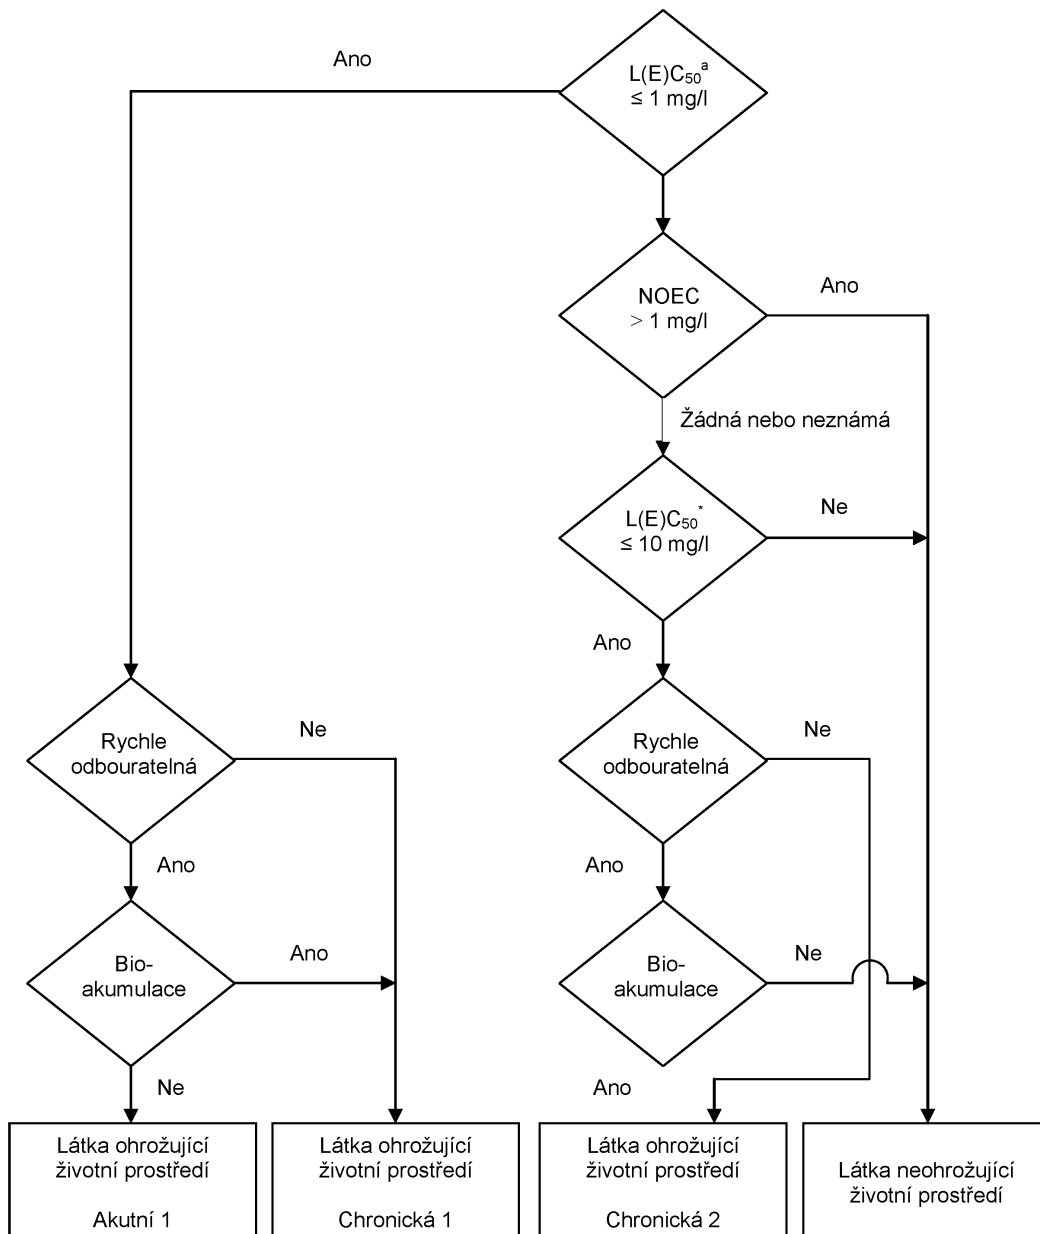 Ano
L(E)C₅₀ᵃ
≤ 1 mg/l
NOEC
> 1 mg/l
Ano
Žádná nebo neznámá
L(E)C₅₀*
≤ 10 mg/l
Ne
Ano
Rychle
odbouratelná
Ne
Rychle
odbouratelná
Ne
Ano
Ano
Bio-
akumulace
Ano
Bio-
akumulace
Ne
Ne
Ano
Látka ohrožující
životní prostředí
Akutní 1
Látka ohrožující
životní prostředí
Chronická 1
Látka ohrožující
životní prostředí
Chronická 2
Látka neohrožující
životní prostředí